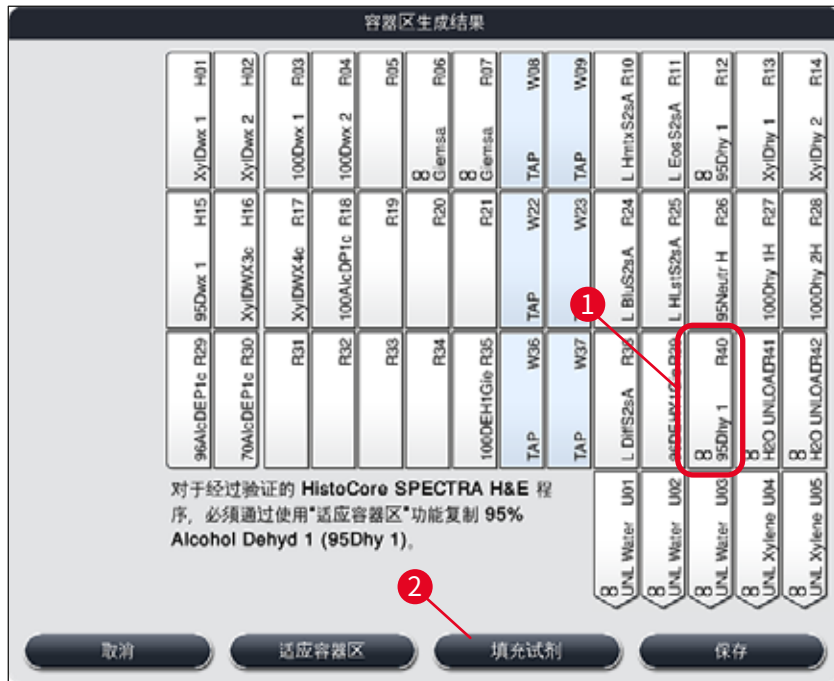 容器区生成结果
XylDwx 1 H01
XylDwx 2 H02
100Dwx 1 R03
100Dwx 2 R04
R05
∞ Giemsa R06
∞ Giemsa R07
TAP W08
TAP W09
L HmtxS2sA R10
L EosS2sA R11
∞ 95Dhy 1 R12
XylDhy 1 R13
XylDhy 2 R14
95Dwx 1 H15
XylDWX3c H16
XylDWX4c R17
100AlcDP1c R18
R19
R20
R21
TAP W22
W23
L BluS2sA R24
L HLstS2sA R25
95Neutr H R26
100Dhy 1H R27
100Dhy 2H R28
1
96AlcDEP1c R29
70AlcDEP1c R30
R31
R32
R33
R34
100DEH1Gie R35
TAP W36
TAP W37
L DiffS2sA
∞ 95Dhy 1 R40
∞ H2O UNLOAD R41
∞ H2O UNLOAD R42
∞ UNL Water U01
∞ UNL Water U02
∞ UNL Water U03
∞ UNL Xylene U04
∞ UNL Xylene U05
对于经过验证的 HistoCore SPECTRA H&E 程
序，必须通过使用“适应容器区”功能复制 95%
Alcohol Dehyd 1 (95Dhy 1)。
2
取消
适应容器区
填充试剂
保存